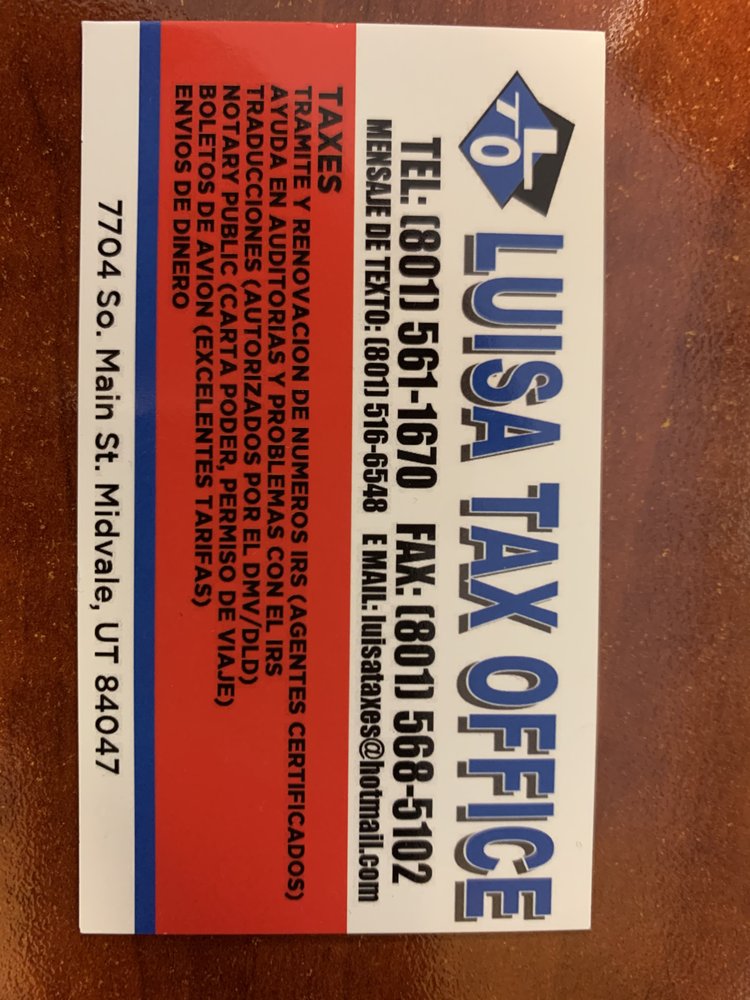 LTO
LUISA TAX OFFICE
TEL: (801) 561-1670 FAX: (801) 568-5102
MENSAJE DE TEXTO: (801) 516-6548 E MAIL: luisataxes@hotmail.com
TAXES
TRAMITE Y RENOVACION DE NUMEROS IRS (AGENTES CERTIFICADOS)
AYUDA EN AUDITORIAS Y PROBLEMAS CON EL IRS
TRADUCCIONES (AUTORIZADOS POR EL DMV/DLD)
NOTARY PUBLIC (CARTA PODER, PERMISO DE VIAJE)
BOLETOS DE AVION (EXCELENTES TARIFAS)
ENVIOS DE DINERO
7704 So. Main St. Midvale, UT 84047